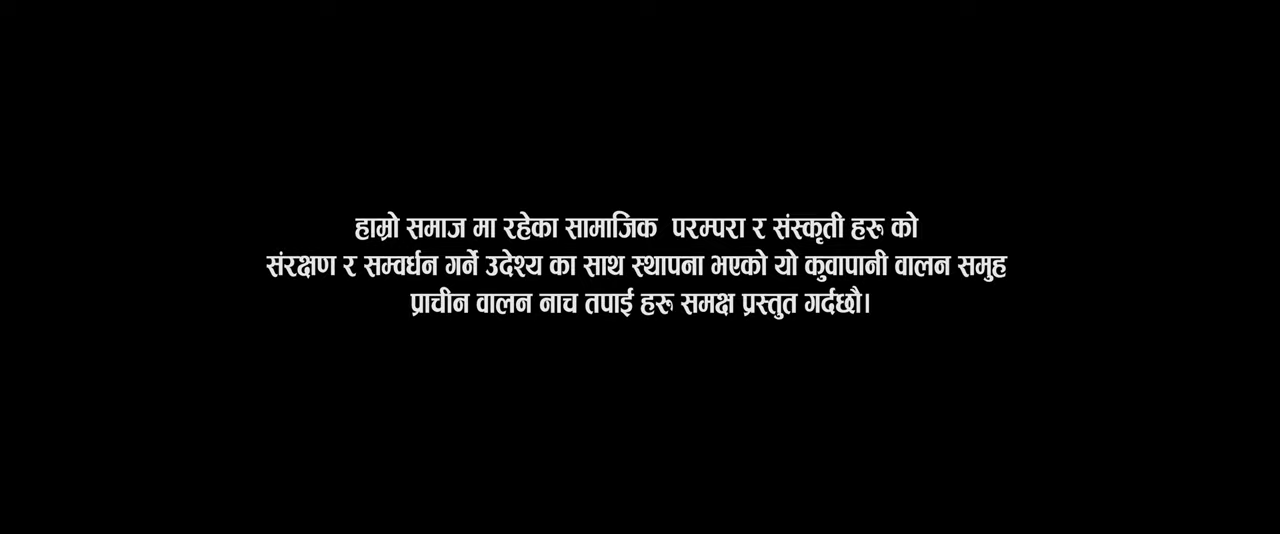 हाम्रो समाज मा रहेका सामाजिक परम्परा र संस्कृती हरू को
संरक्षण र सम्वर्धन गर्ने उदेश्य का साथ स्थापना भएको यो कुवापानी वालन समुह
प्राचीन वालन नाच तपाई हरू समक्ष प्रस्तुत गर्दछौ।